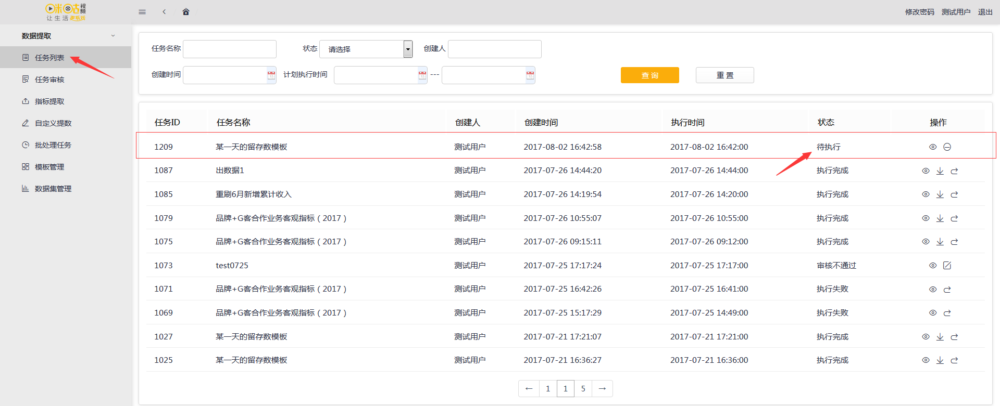 咪咕视频
让生活更有戏
修改密码 测试用户 退出
数据提取
任务列表
任务审核
指标提取
自定义提数
批处理任务
模板管理
数据集管理
任务名称 状态 请选择 创建人
创建时间 计划执行时间 --- 查 询 重 置
任务ID 任务名称 创建人 创建时间 执行时间 状态 操作
1209 某一天的留存数模板 测试用户 2017-08-02 16:42:58 2017-08-02 16:42:00 待执行
1087 出数据1 测试用户 2017-07-26 14:44:20 2017-07-26 14:44:00 执行完成
1085 重刷6月新增累计收入 测试用户 2017-07-26 14:19:54 2017-07-26 14:20:00 执行完成
1079 品牌+G客合作业务客观指标（2017） 测试用户 2017-07-26 10:55:07 2017-07-26 10:55:00 执行完成
1075 品牌+G客合作业务客观指标（2017） 测试用户 2017-07-26 09:15:11 2017-07-26 09:12:00 执行完成
1073 test0725 测试用户 2017-07-25 17:17:24 2017-07-25 17:17:00 审核不通过
1071 品牌+G客合作业务客观指标（2017） 测试用户 2017-07-25 16:42:26 2017-07-25 16:41:00 执行失败
1069 品牌+G客合作业务客观指标（2017） 测试用户 2017-07-25 15:17:29 2017-07-25 14:49:00 执行失败
1027 某一天的留存数模板 测试用户 2017-07-21 17:21:07 2017-07-21 17:21:00 执行完成
1025 某一天的留存数模板 测试用户 2017-07-21 16:36:27 2017-07-21 16:36:00 执行完成
← 1 1 5 →